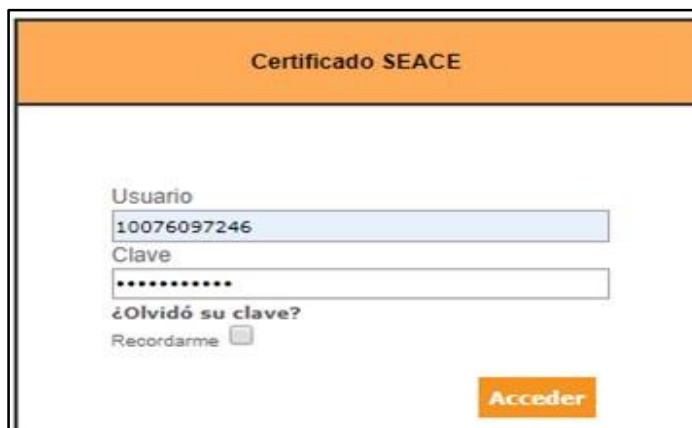 Certificado SEACE
Usuario
10076097246
Clave
•••••••••••
¿Olvidó su clave?
Recordarme
Acceder